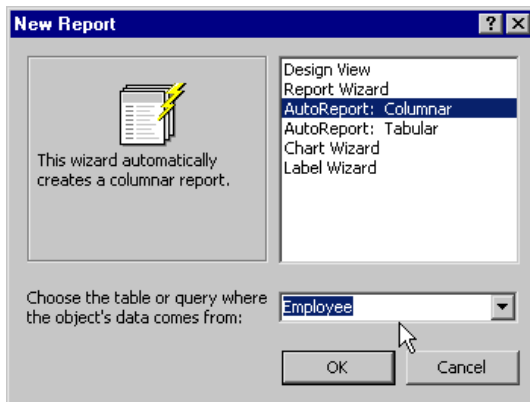 New Report
This wizard automatically
creates a columnar report.
Design View
Report Wizard
AutoReport: Columnar
AutoReport: Tabular
Chart Wizard
Label Wizard
Choose the table or query where
the object's data comes from:
Employee
OK
Cancel